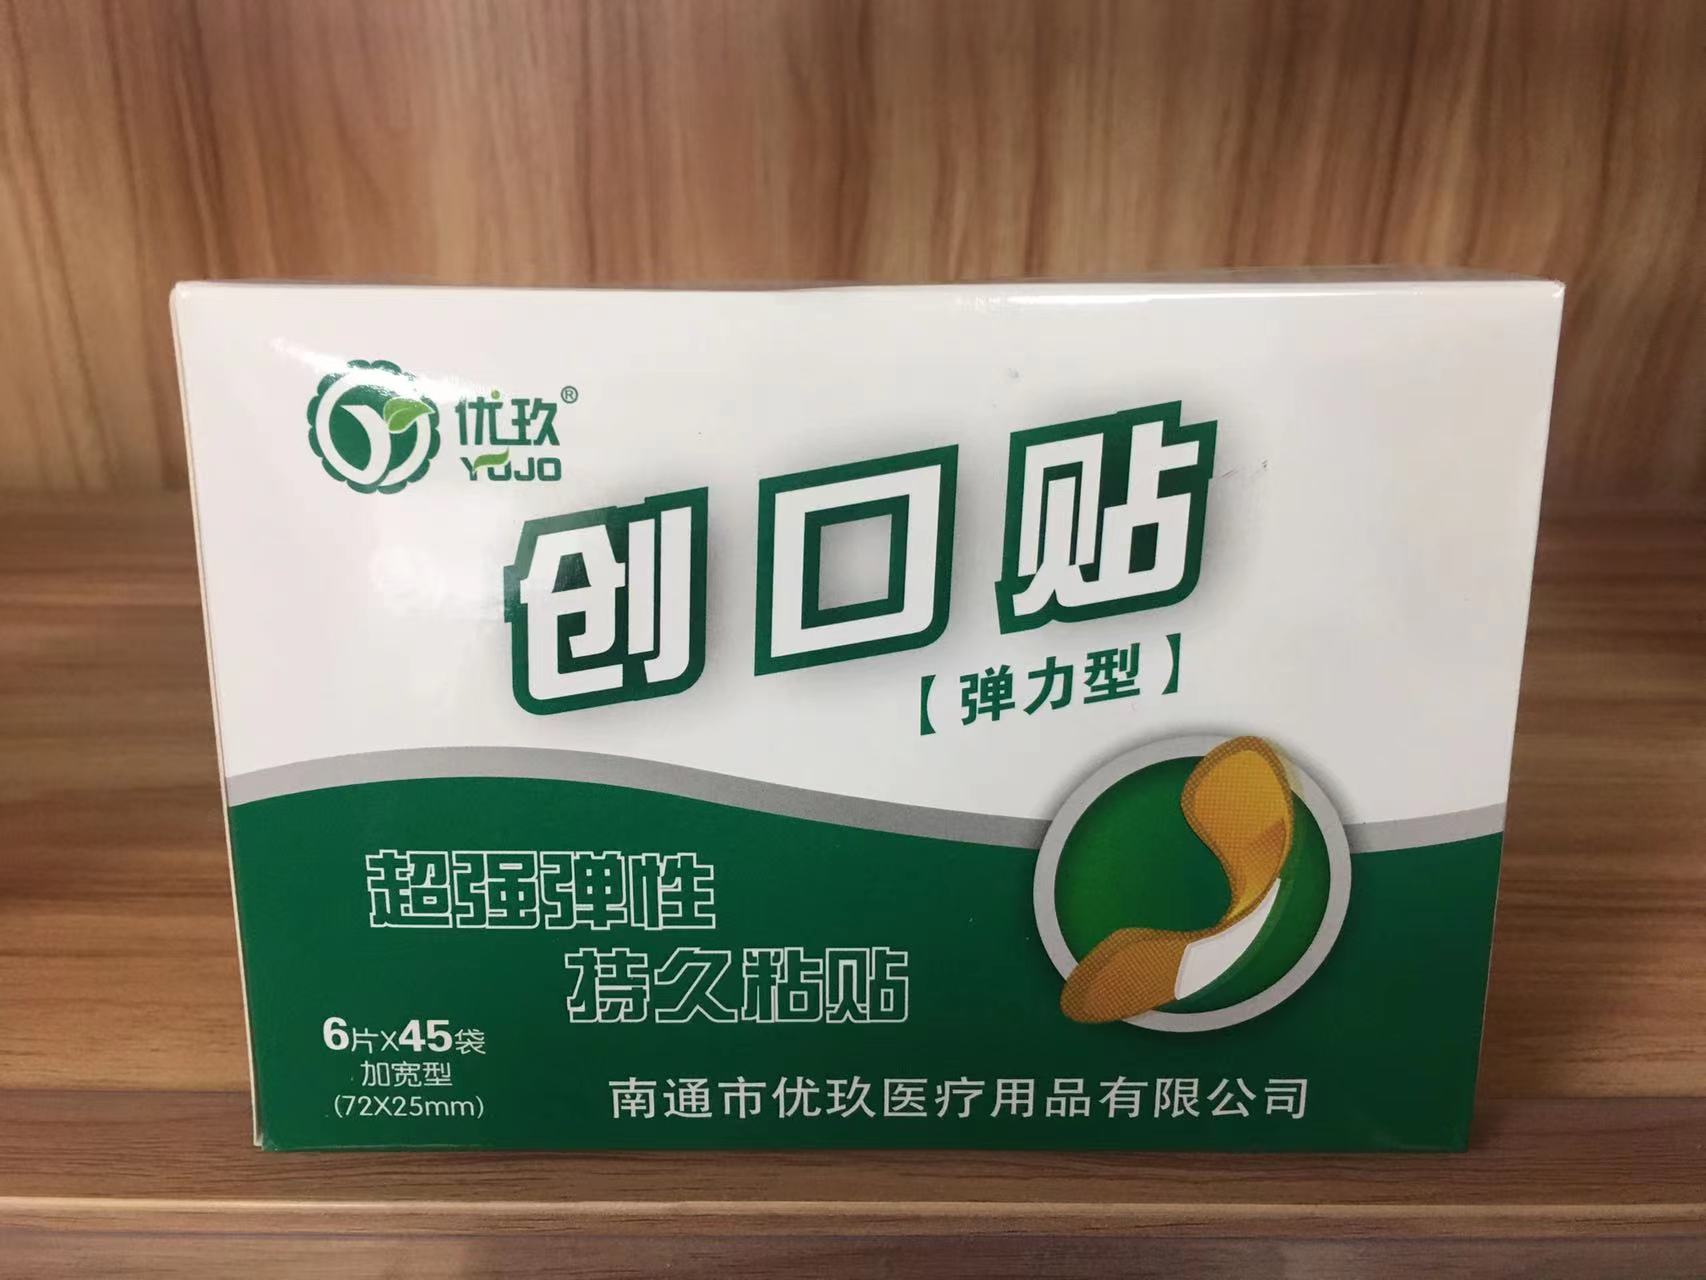 优玖®
YOJO
创口贴
【弹力型】
超强弹性
持久粘贴
6片X45袋
加宽型
(72X25mm)
南通市优玖医疗用品有限公司